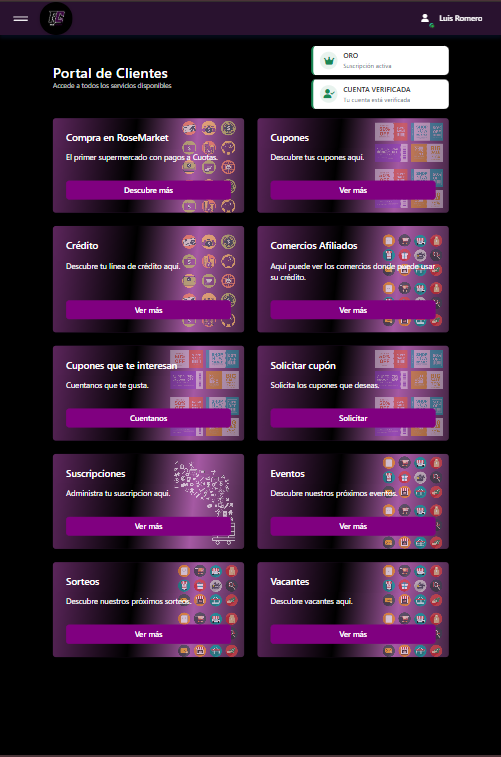 Luis Romero
Portal de Clientes
Accede a todos los servicios disponibles
ORO
Suscripción activa
CUENTA VERIFICADA
Tu cuenta está verificada
Compra en RoseMarket
El primer supermercado con pagos a Cuotas.
Descubre más
Cupones
Descubre tus cupones aquí.
Ver más
Crédito
Descubre tu linea de crédito aquí.
Ver más
Comercios Afiliados
Aquí puede ver los comercios donde puede usar
su crédito.
Ver más
Cupones que te interesan
Cuentanos que te gusta.
Cuentanos
Solicitar cupón
Solicita los cupones que deseas.
Solicitar
Suscripciones
Administra tu suscripcion aqui.
Ver más
Eventos
Descubre nuestros próximos eventos.
Ver más
Sorteos
Descubre nuestros próximos sorteos.
Ver más
Vacantes
Descubre vacantes aqui.
Ver más